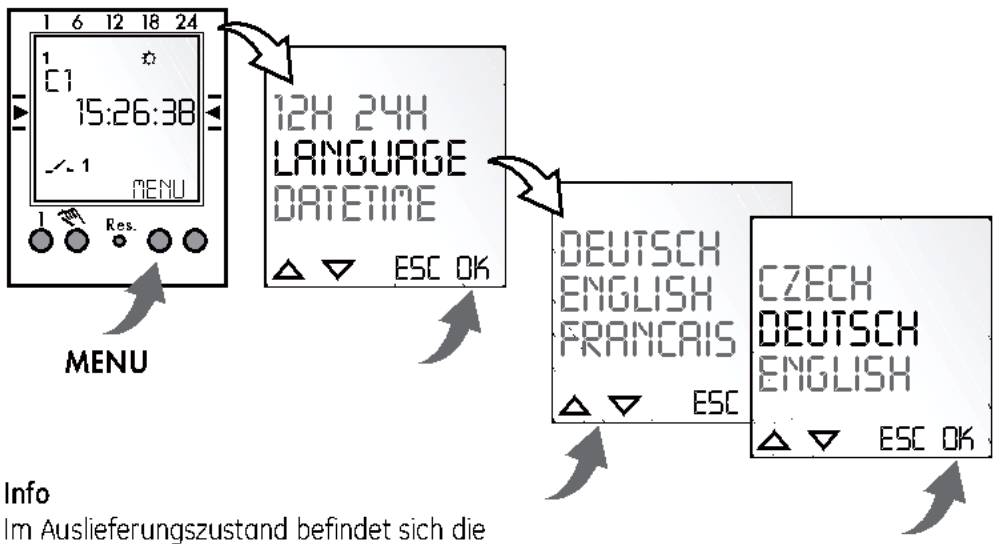 1 6 12 18 24
1
C1
15:26:38
1
MENU
1 Res.
MENU
12H 24H
LANGUAGE
DATETIME
ESC OK
DEUTSCH
ENGLISH
FRANCAIS
ESC
CZECH
DEUTSCH
ENGLISH
ESC OK
Info
Im Auslieferungszustand befindet sich die